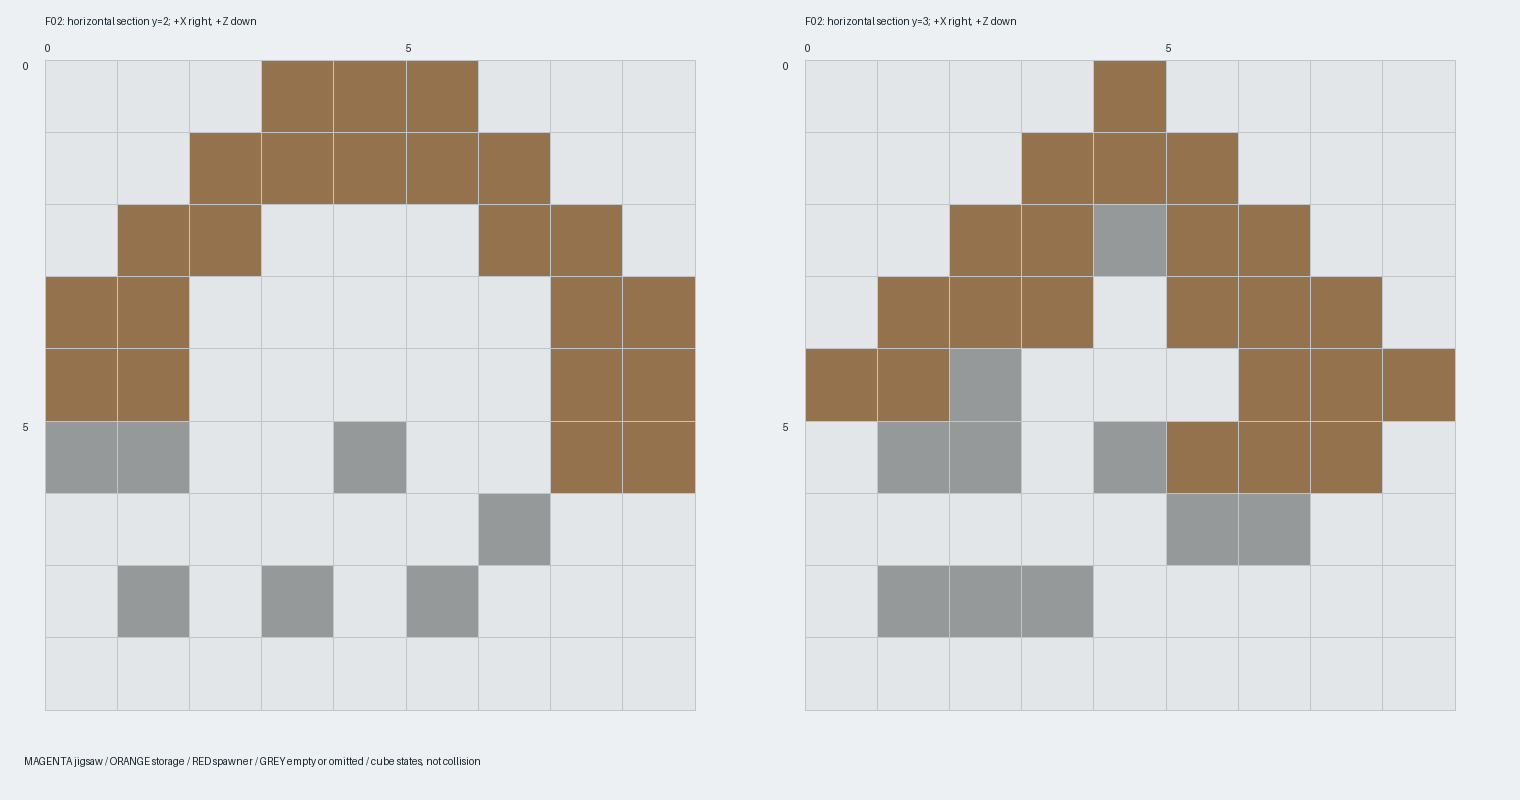 F02: horizontal section y=2; +X right, +Z down
0 5
0
5
F02: horizontal section y=3; +X right, +Z down
0 5
0
5
MAGENTA jigsaw / ORANGE storage / RED spawner / GREY empty or omitted / cube states, not collision